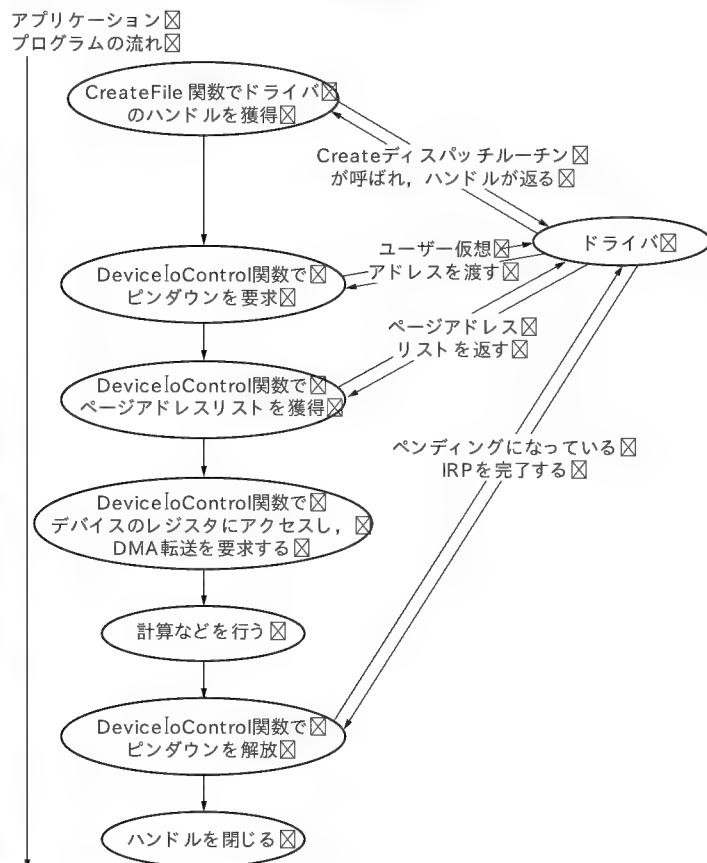 アプリケーション
プログラムの流れ
CreateFile 関数でドライバ
のハンドルを獲得
Createディスパッチルーチン
が呼ばれ，ハンドルが返る
ドライバ
ユーザー仮想
アドレスを渡す
DeviceIoControl関数で
ピンダウンを要求
ページアドレス
リストを返す
DeviceIoControl関数で
ページアドレスリストを獲得
ペンディングになっている
IRPを完了する
DeviceIoControl関数で
デバイスのレジスタにアクセスし，
DMA転送を要求する
計算などを行う
DeviceIoControl関数で
ピンダウンを解放
ハンドルを閉じる